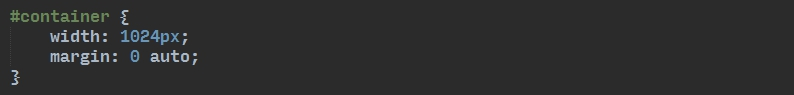 #container {
    width: 1024px;
    margin: 0 auto;
}